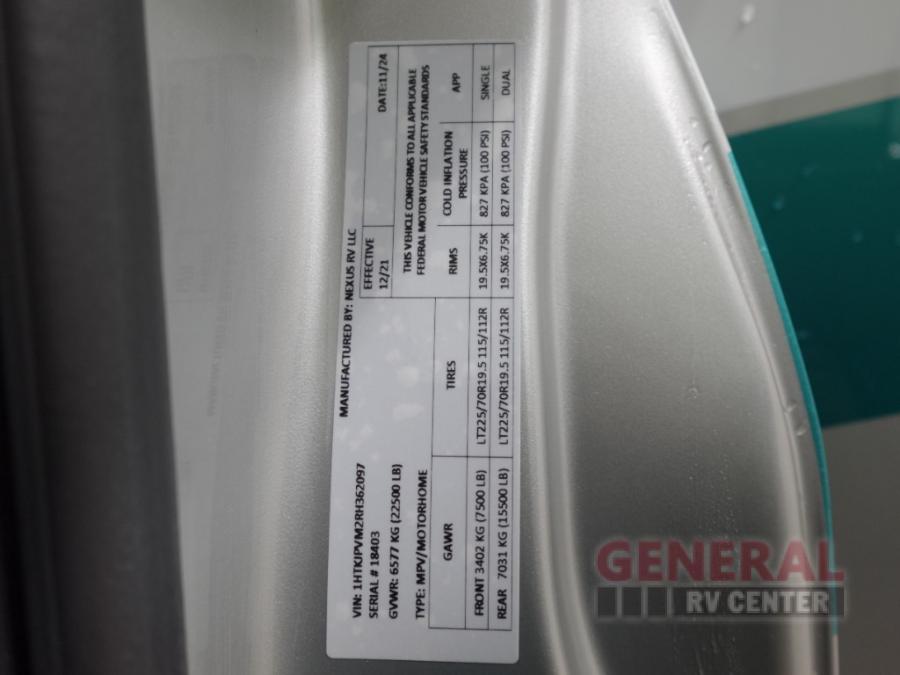 MANUFACTURED BY: NEXUS RV LLC
VIN: 1HTKJPVM2RH362097
EFFECTIVE
SERIAL # 18403
12/21
DATE:11/24
GVWR: 6577 KG (22500 LB)
THIS VEHICLE CONFORMS TO ALL APPLICABLE
TYPE: MPV/MOTORHOME
FEDERAL MOTOR VEHICLE SAFETY STANDARDS
GAWR TIRES RIMS COLD INFLATION PRESSURE APP
FRONT 3402 KG (7500 LB) LT225/70R19.5 115/112R 19.5X6.75K 827 KPA (100 PSI) SINGLE
REAR 7031 KG (15500 LB) LT225/70R19.5 115/112R 19.5X6.75K 827 KPA (100 PSI) DUAL
GENERAL
RV CENTER